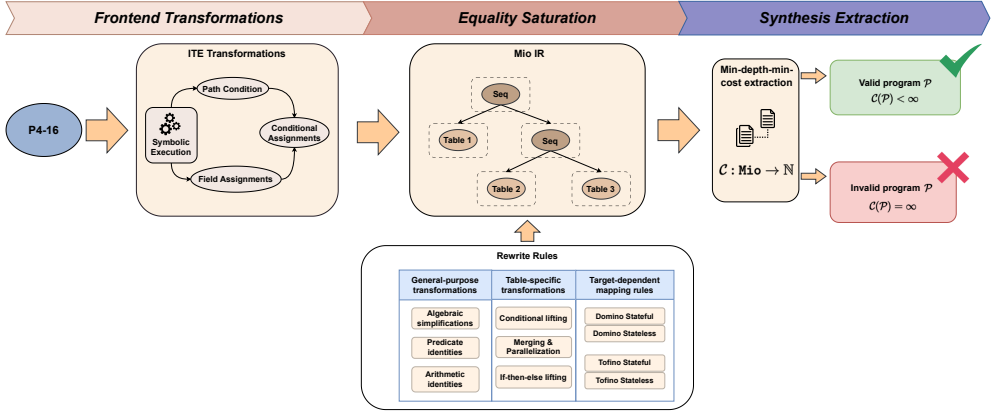 Frontend Transformations
Equality Saturation
Synthesis Extraction
P4-16
ITE Transformations
Path Condition
Symbolic
Execution
Conditional
Assignments
Field Assignments
Mio IR
Seq
Table 1
Seq
Table 2
Table 3
Min-depth-min-
cost extraction
𝒞 : Mio → ℕ
Valid program 𝒫
𝒞(𝒫) < ∞
Invalid program 𝒫
𝒞(𝒫) = ∞
Rewrite Rules
General-purpose
transformations
Table-specific
transformations
Target-dependent
mapping rules
Algebraic
simplifications
Predicate
identities
Arithmetic
identities
Conditional lifting
Merging &
Parallelization
If-then-else lifting
Domino Stateful
Domino Stateless
Tofino Stateful
Tofino Stateless